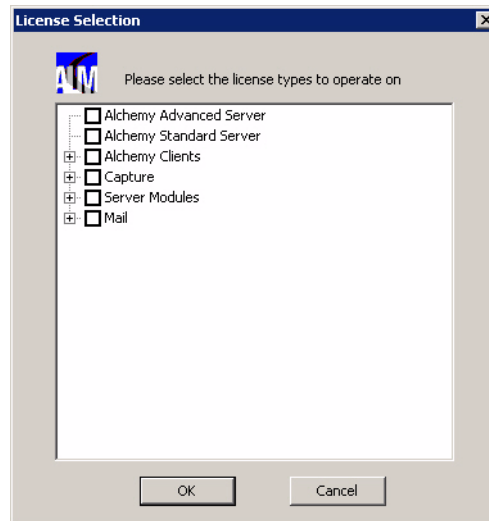 License Selection
ALM
Please select the license types to operate on
Alchemy Advanced Server
Alchemy Standard Server
Alchemy Clients
Capture
Server Modules
Mail
OK
Cancel